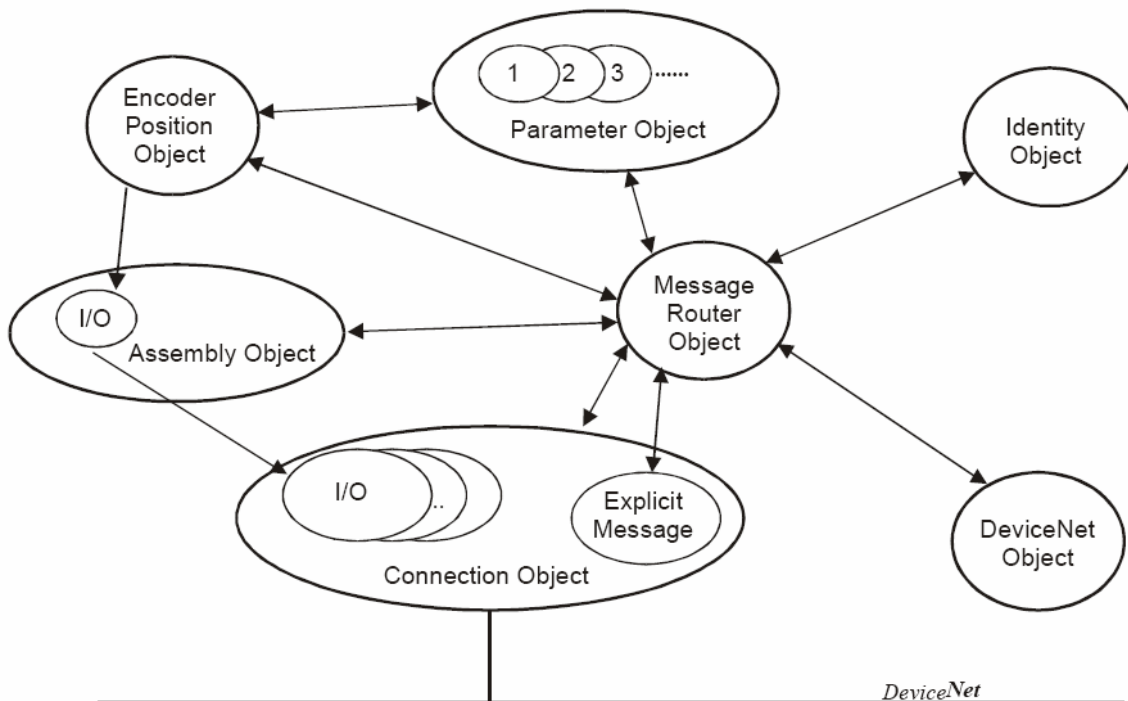 Encoder
Position
Object
1 2 3 ......
Parameter Object
Identity
Object
Message
Router
Object
I/O
Assembly Object
I/O
..
Explicit
Message
Connection Object
DeviceNet
Object
DeviceNet